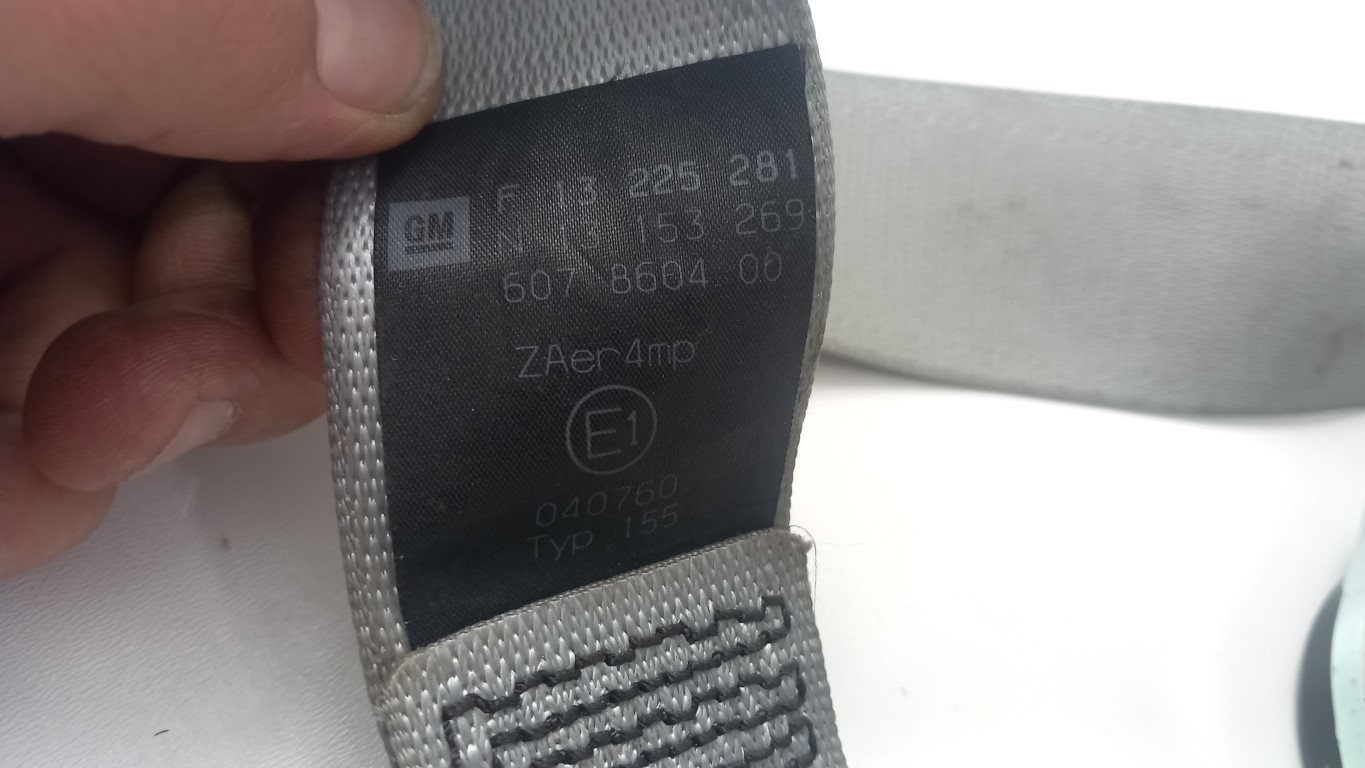 GM
F 13 225 281
N 13 153 269
607 8604 00
ZAer4mp
E1
040760
Typ 155